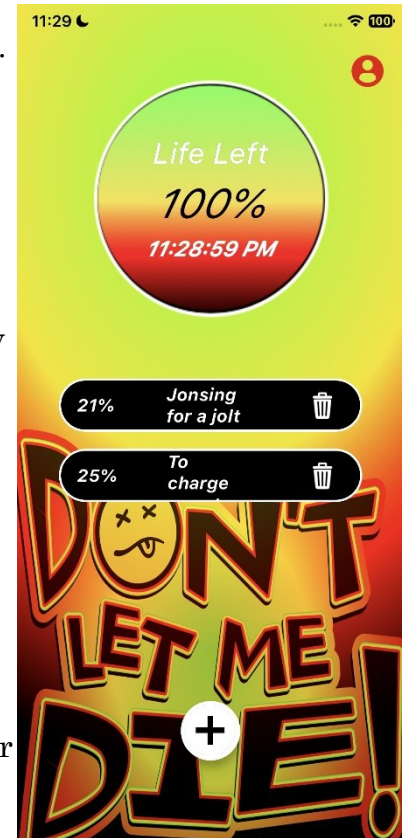 11:29
100
Life Left
100%
11:28:59 PM
21% Jonsing
for a jolt
25% To
charge
DON'T
LET ME
DIE!